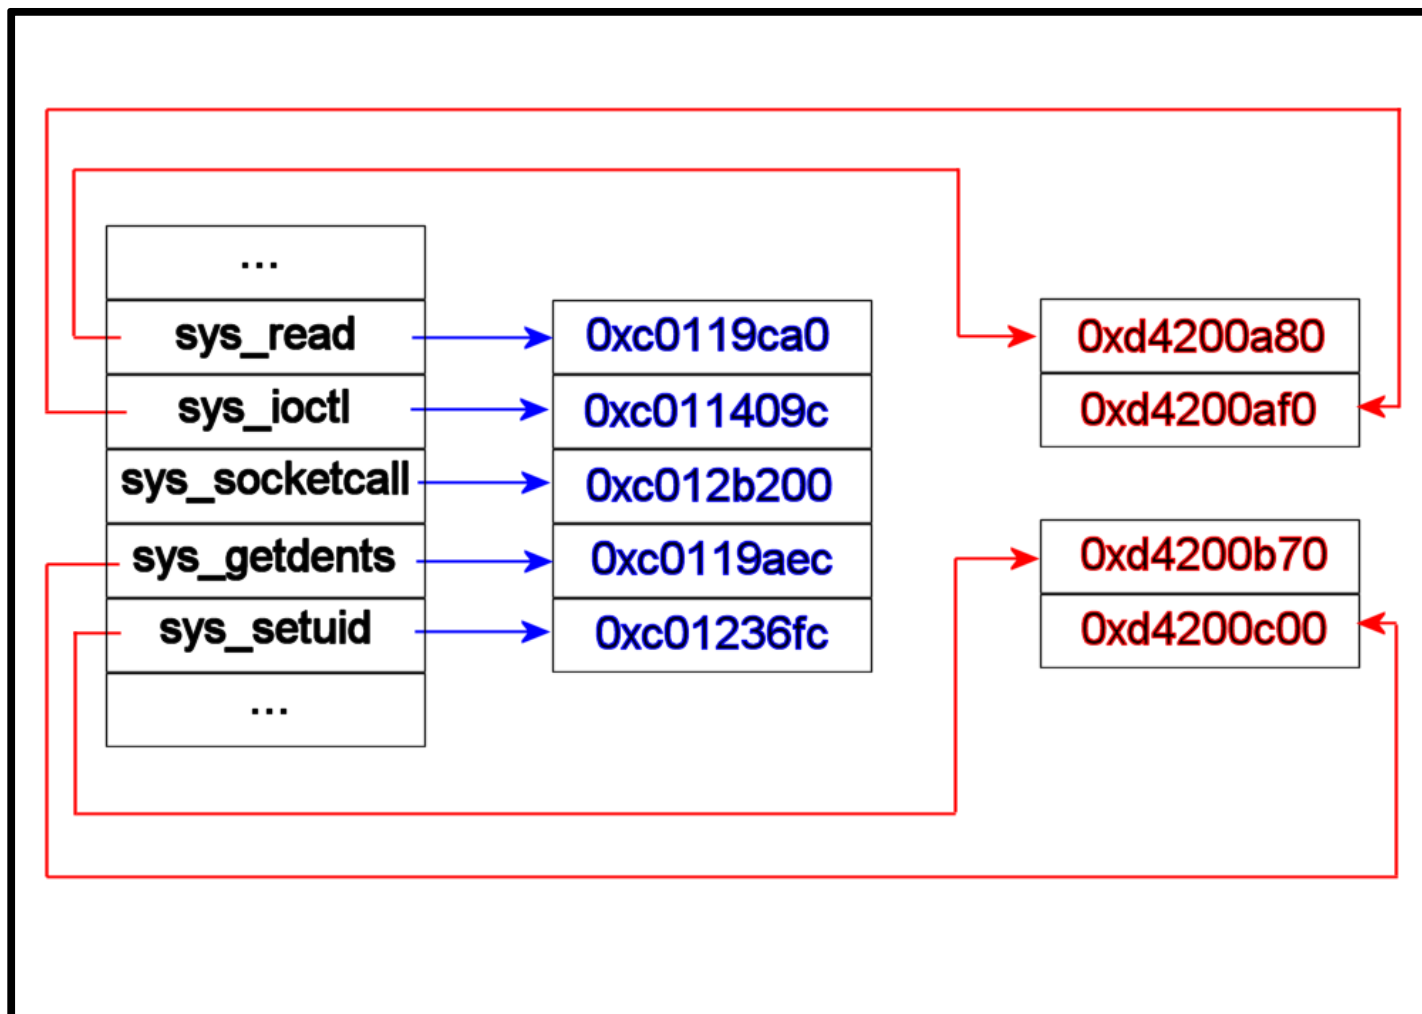 ...
sys_read
sys_ioctl
sys_socketcall
sys_getdents
sys_setuid
...
0xc0119ca0
0xc011409c
0xc012b200
0xc0119aec
0xc01236fc
0xd4200a80
0xd4200af0
0xd4200b70
0xd4200c00